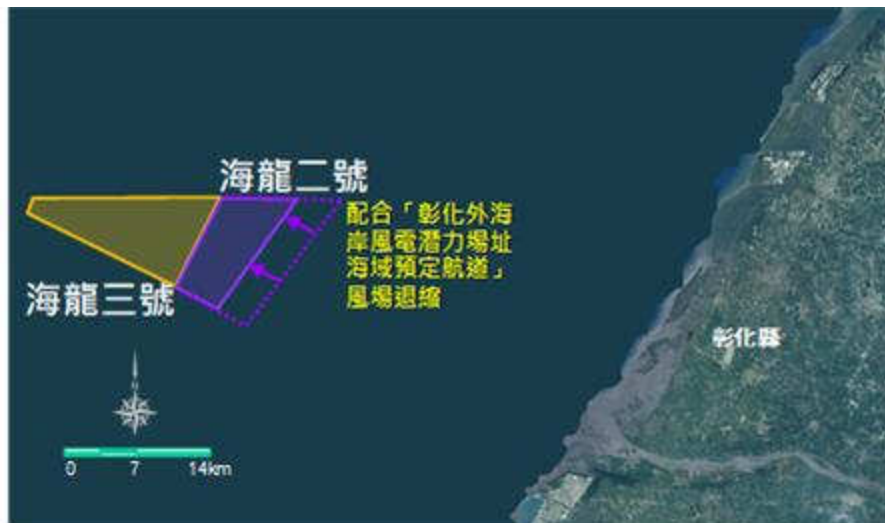 海龍二號
配合「彰化外海
岸風電潛力場址
海域預定航道」
風場退縮
海龍三號
彰化縣
N
0 7 14km